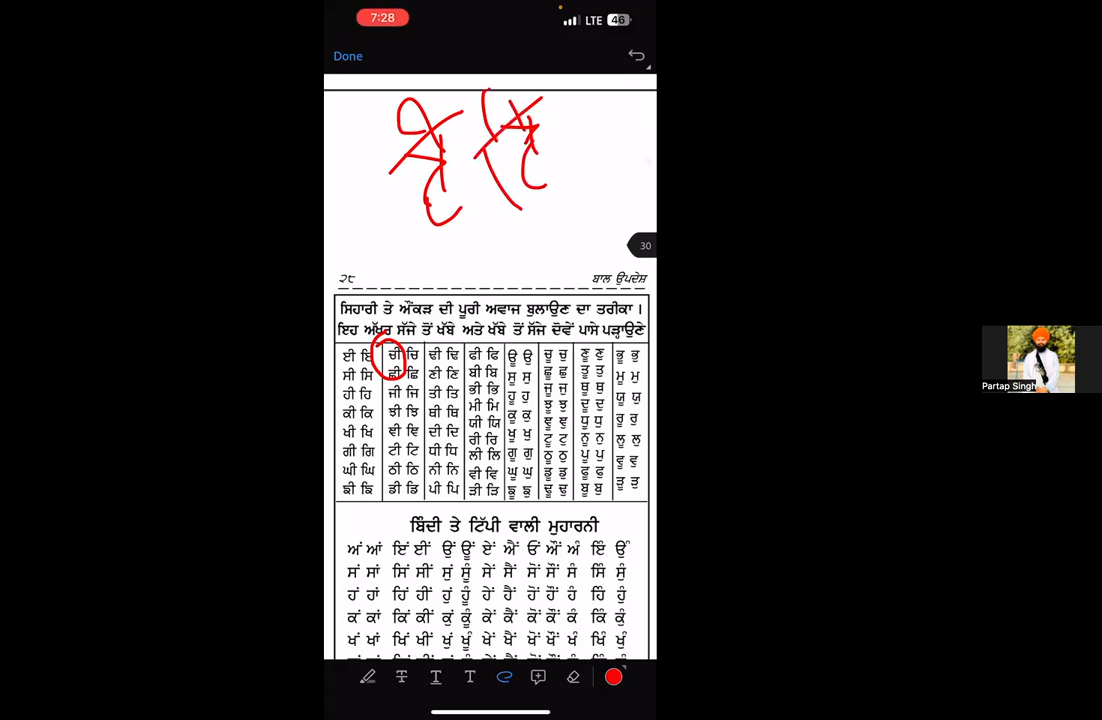 7:28
LTE 46
Done
30
੨੮ ਬਾਲ ਉਪਦੇਸ਼
ਸਿਹਾਰੀ ਤੇ ਔਂਕੜ ਦੀ ਪੂਰੀ ਅਵਾਜ ਬੁਲਾਉਣ ਦਾ ਤਰੀਕਾ ।
ਇਹ ਅੱਖਰ ਸੱਜੇ ਤੋਂ ਖੱਬੇ ਅਤੇ ਖੱਬੇ ਤੋਂ ਸੱਜੇ ਦੋਵੇਂ ਪਾਸੇ ਪੜ੍ਹਾਉਣੇ
ਈ ਇ ਚੀ ਚਿ ਢੀ ਢਿ ਫੀ ਫਿ ਊ ਉ ਚੂ ਚੁ ਣੂ ਣੁ ਭੂ ਭੁ
ਸੀ ਸਿ ਛੀ ਛਿ ਣੀ ਣਿ ਬੀ ਬਿ ਸੂ ਸੁ ਛੂ ਛੁ ਤੂ ਤੁ ਮੂ ਮੁ
ਹੀ ਹਿ ਜੀ ਜਿ ਤੀ ਤਿ ਭੀ ਭਿ ਹੂ ਹੁ ਜੂ ਜੁ ਥੂ ਥੁ ਯੂ ਯੁ
ਕੀ ਕਿ ਝੀ ਝਿ ਥੀ ਥਿ ਮੀ ਮਿ ਕੂ ਕੁ ਝੂ ਝੁ ਦੂ ਦੁ ਰੂ ਰੁ
ਖੀ ਖਿ ਞੀ ਞਿ ਦੀ ਦਿ ਯੀ ਯਿ ਖੂ ਖੁ ਞੂ ਞੁ ਧੂ ਧੁ ਲੂ ਲੁ
ਗੀ ਗਿ ਟੀ ਟਿ ਧੀ ਧਿ ਰੀ ਰਿ ਗੂ ਗੁ ਟੂ ਟੁ ਨੂ ਨੁ ਵੂ ਵੁ
ਘੀ ਘਿ ਠੀ ਠਿ ਨੀ ਨਿ ਲੀ ਲਿ ਘੂ ਘੁ ਠੂ ਠੁ ਪੂ ਪੁ ੜੂ ੜੁ
ਙੀ ਙਿ ਡੀ ਡਿ ਪੀ ਪਿ ਵੀ ਵਿ ਙੂ ਙੁ ਡੂ ਡੁ ਫੂ ਫੁ
ੜੀ ੜਿ ਢੂ ਢੁ ਬੂ ਬੁ
ਬਿੰਦੀ ਤੇ ਟਿੱਪੀ ਵਾਲੀ ਮੁਹਾਰਨੀ
ਅਂ ਆਂ ਇਂ ਈਂ ਉਂ ਊਂ ਏਂ ਐਂ ਓਂ ਔਂ ਅੰ ਇੰ ਉੰ
ਸਂ ਸਾਂ ਸਿਂ ਸੀਂ ਸੁਂ ਸੂੰ ਸੇਂ ਸੈਂ ਸੋਂ ਸੌਂ ਸੰ ਸਿੰ ਸੁੰ
ਹਂ ਹਾਂ ਹਿਂ ਹੀਂ ਹੁਂ ਹੂੰ ਹੇਂ ਹੈਂ ਹੋਂ ਹੌਂ ਹੰ ਹਿੰ ਹੁੰ
ਕਂ ਕਾਂ ਕਿਂ ਕੀਂ ਕੁਂ ਕੂੰ ਕੇਂ ਕੈਂ ਕੋਂ ਕੌਂ ਕੰ ਕਿੰ ਕੁੰ
ਖਂ ਖਾਂ ਖਿਂ ਖੀਂ ਖੁਂ ਖੂੰ ਖੇਂ ਖੈਂ ਖੋਂ ਖੌਂ ਖੰ ਖਿੰ ਖੁੰ
Partap Singh